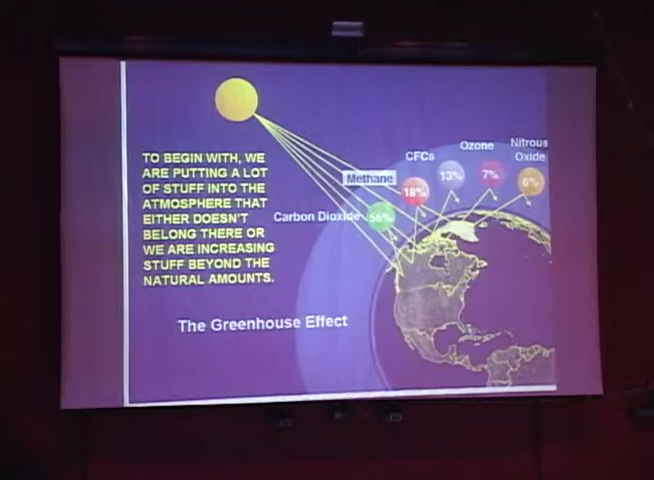 TO BEGIN WITH, WE
ARE PUTTING A LOT
OF STUFF INTO THE
ATMOSPHERE THAT
EITHER DOESN'T
BELONG THERE OR
WE ARE INCREASING
STUFF BEYOND THE
NATURAL AMOUNTS.
The Greenhouse Effect
Carbon Dioxide 56%
Methane 18%
CFCs 13%
Ozone 7%
Nitrous
Oxide 6%